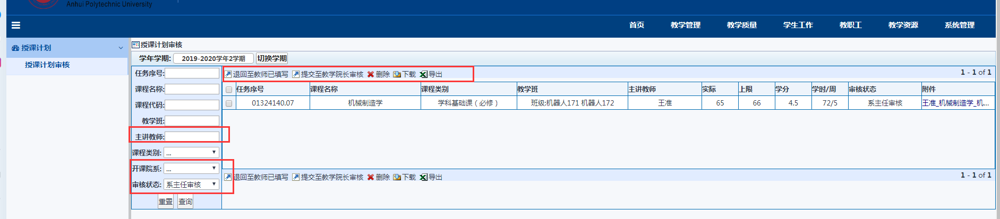 Anhui Polytechnic University
首页 教学管理 教学质量 学生工作 教职工 教学资源 系统管理
授课计划
授课计划审核
授课计划审核
学年学期: 2019-2020学年2学期 切换学期
任务序号:
课程名称:
课程代码:
教学班:
主讲教师:
课程类别: ...
开课院系: ...
审核状态: 系主任审核
重置 查询
退回至教师已填写 提交至教学院长审核 删除 下载 导出 1 - 1 of 1
任务序号 课程名称 课程类别 教学班 主讲教师 实际 上限 学分 学时/周 审核状态 附件
01324140.07 机械制造学 学科基础课（必修） 班级:机器人171 机器人172 王准 65 66 4.5 72/5 系主任审核 王准_机械制造学_机...
退回至教师已填写 提交至教学院长审核 删除 下载 导出 1 - 1 of 1